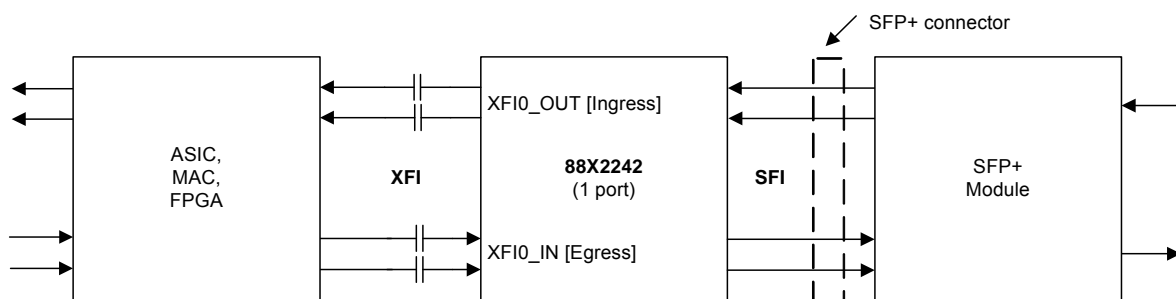 SFP+ connector
XFI0_OUT [Ingress]
ASIC,
MAC,
FPGA
XFI
88X2242
(1 port)
SFI
SFP+
Module
XFI0_IN [Egress]